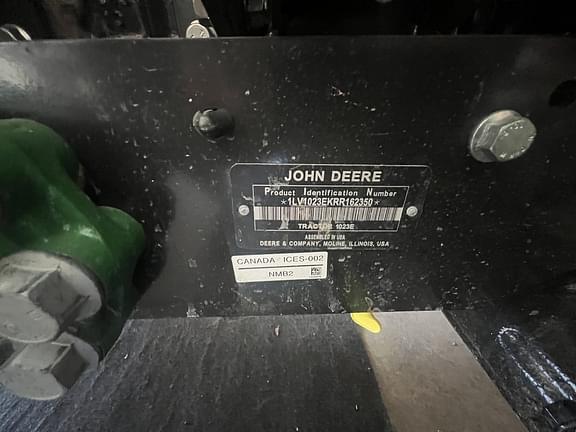 JOHN DEERE
Product Identification Number
*1LV1023EKRR162350*
TRACTOR 1023E
ASSEMBLED IN USA
DEERE & COMPANY, MOLINE, ILLINOIS, USA
CANADA ICES-002
NMB2